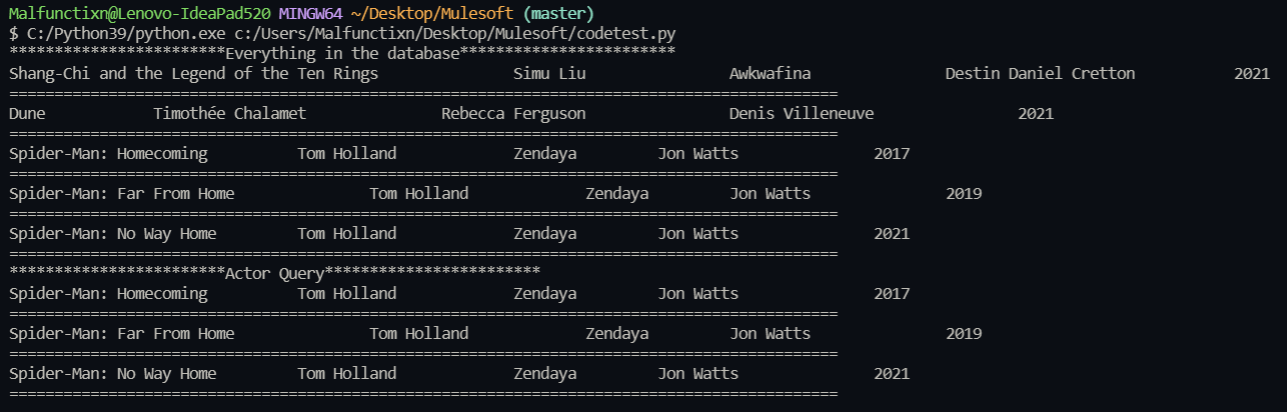 Malfunctixn@Lenovo-IdeaPad520 MINGW64 ~/Desktop/Mulesoft (master)
$ C:/Python39/python.exe c:/Users/Malfunctixn/Desktop/Mulesoft/codetest.py
************************Everything in the database************************
Shang-Chi and the Legend of the Ten Rings               Simu Liu                Awkwafina               Destin Daniel Cretton           2021
============================================================================================
Dune            Timothée Chalamet               Rebecca Ferguson                Denis Villeneuve                2021
============================================================================================
Spider-Man: Homecoming          Tom Holland             Zendaya         Jon Watts               2017
============================================================================================
Spider-Man: Far From Home               Tom Holland             Zendaya         Jon Watts               2019
============================================================================================
Spider-Man: No Way Home         Tom Holland             Zendaya         Jon Watts               2021
============================================================================================
************************Actor Query************************
Spider-Man: Homecoming          Tom Holland             Zendaya         Jon Watts               2017
============================================================================================
Spider-Man: Far From Home               Tom Holland             Zendaya         Jon Watts               2019
============================================================================================
Spider-Man: No Way Home         Tom Holland             Zendaya         Jon Watts               2021
============================================================================================